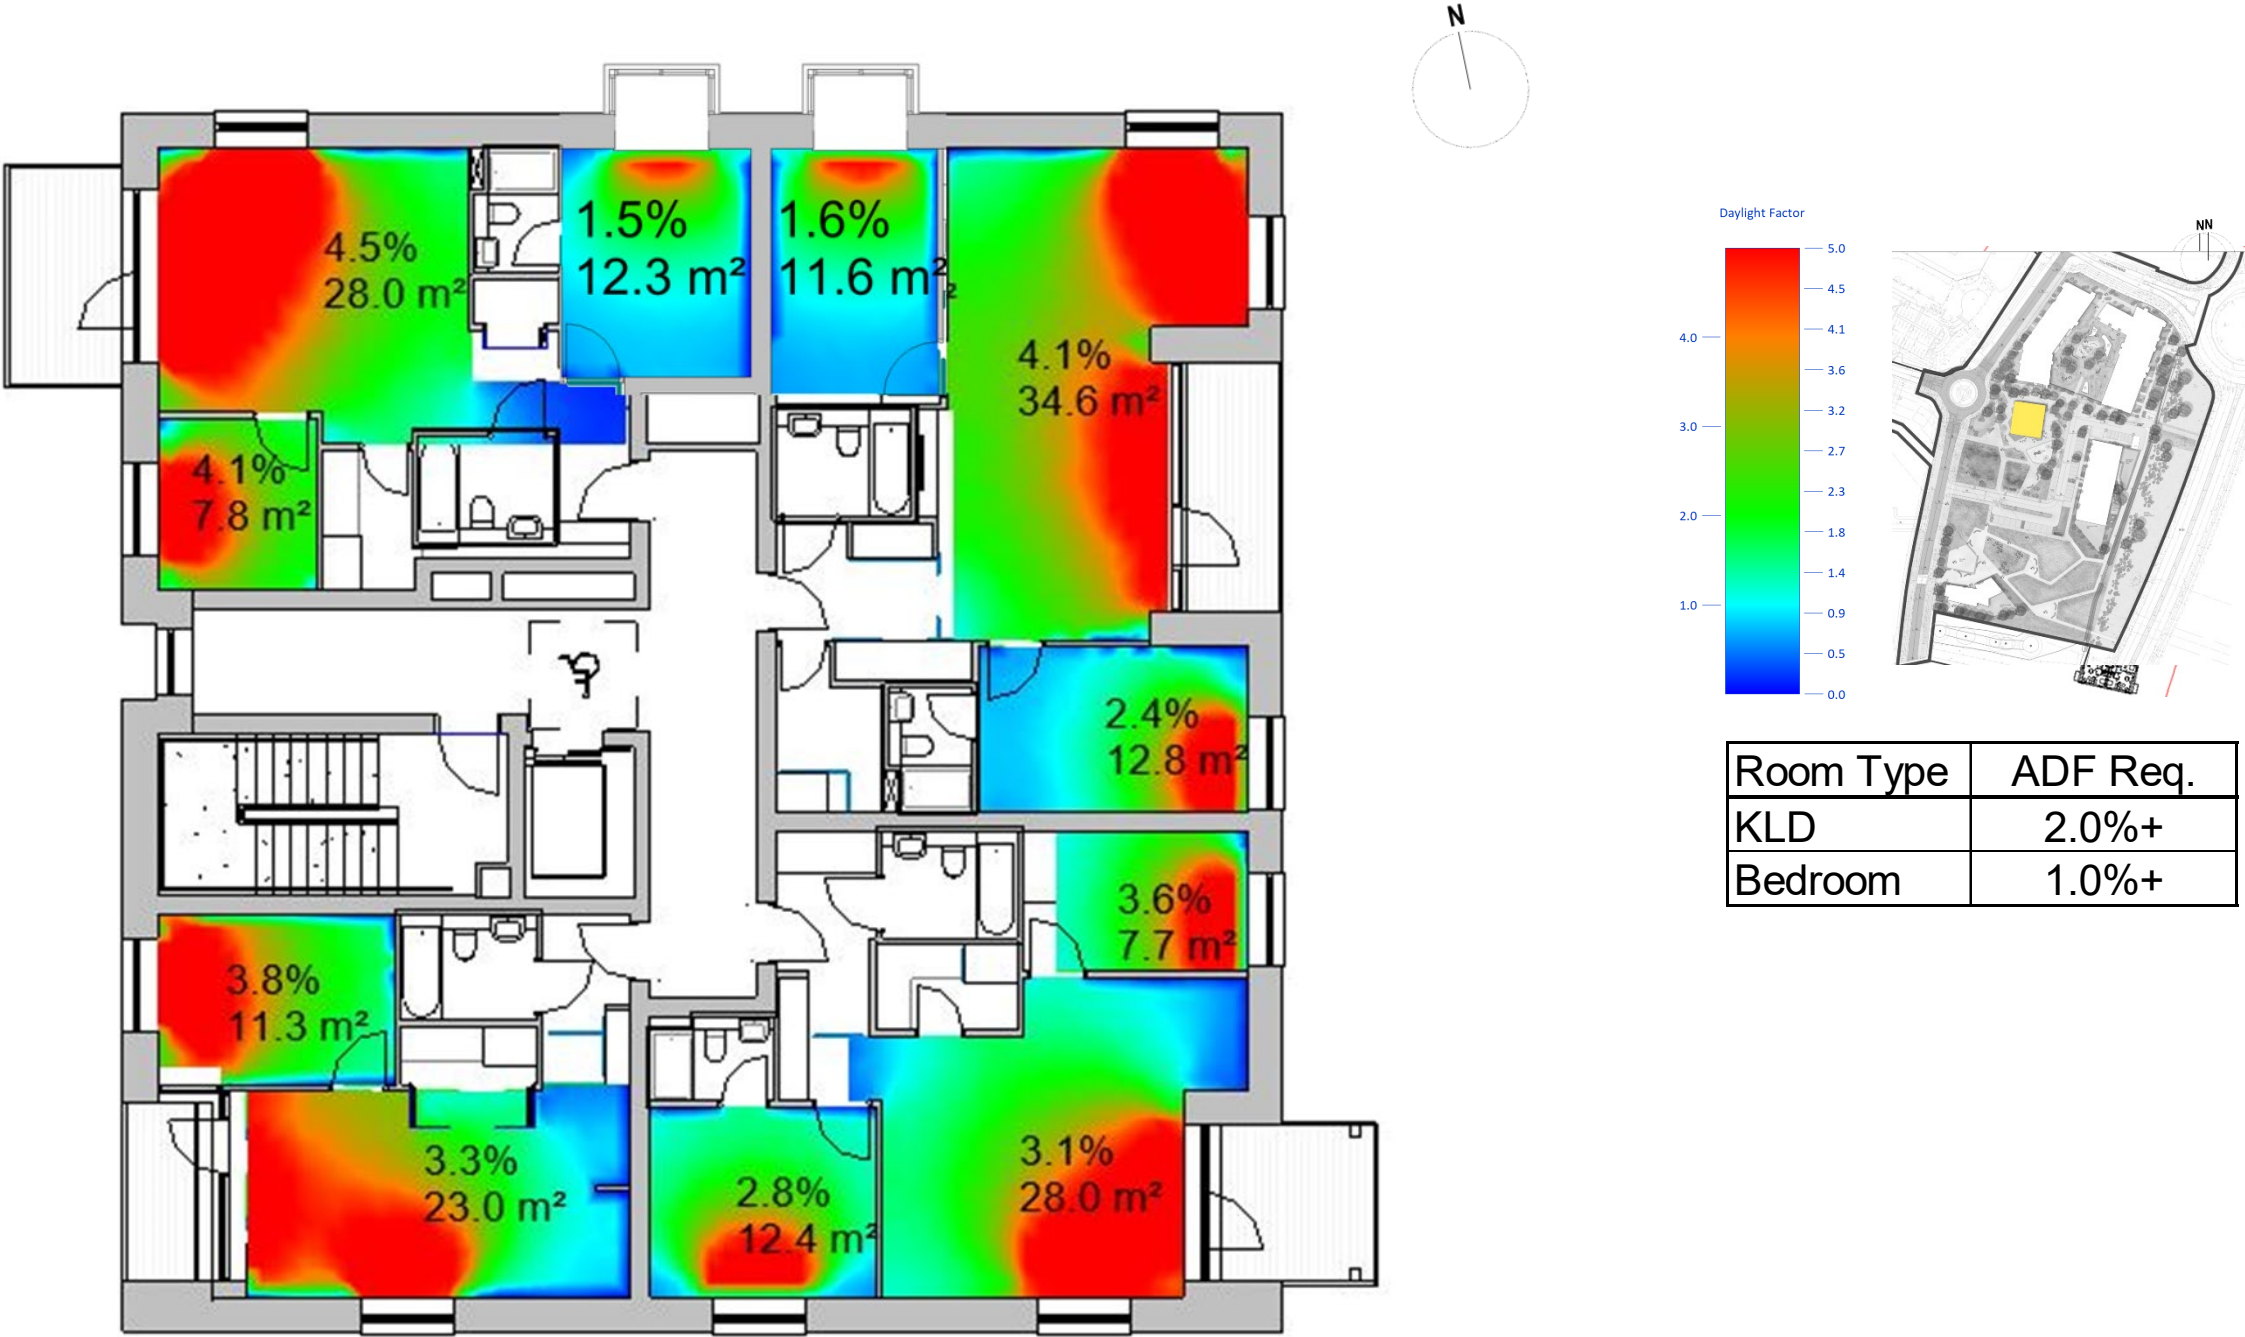 N
4.5%
28.0 m²
1.5%
12.3 m²
1.6%
11.6 m²
4.1%
34.6 m²
4.1%
7.8 m²
2.4%
12.8 m²
3.6%
7.7 m²
3.8%
11.3 m²
3.3%
23.0 m²
2.8%
12.4 m²
3.1%
28.0 m²
Daylight Factor
5.0
4.5
4.1
4.0
3.6
3.2
3.0
2.7
2.3
2.0
1.8
1.4
1.0
0.9
0.5
0.0
NN
Room Type ADF Req.
KLD 2.0%+
Bedroom 1.0%+